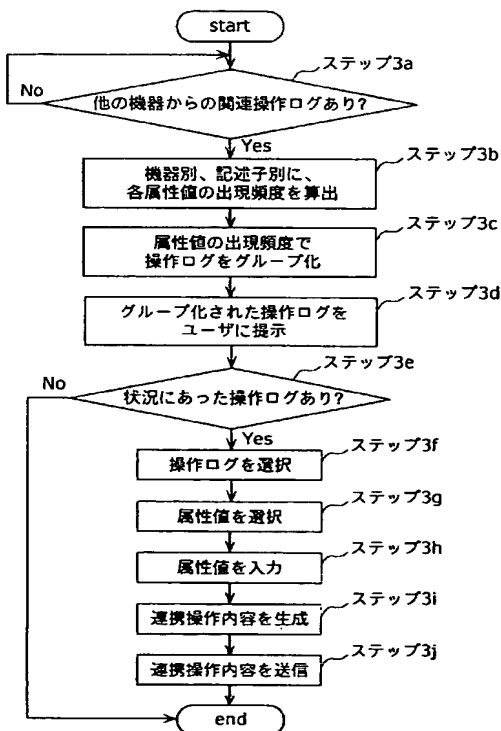 start
ステップ3a
No
他の機器からの関連操作ログあり?
Yes
ステップ3b
機器別、記述子別に、
各属性値の出現頻度を算出
ステップ3c
属性値の出現頻度で
操作ログをグループ化
ステップ3d
グループ化された操作ログを
ユーザに提示
ステップ3e
No
状況にあった操作ログあり?
Yes
ステップ3f
操作ログを選択
ステップ3g
属性値を選択
ステップ3h
属性値を入力
ステップ3i
連携操作内容を生成
ステップ3j
連携操作内容を送信
end